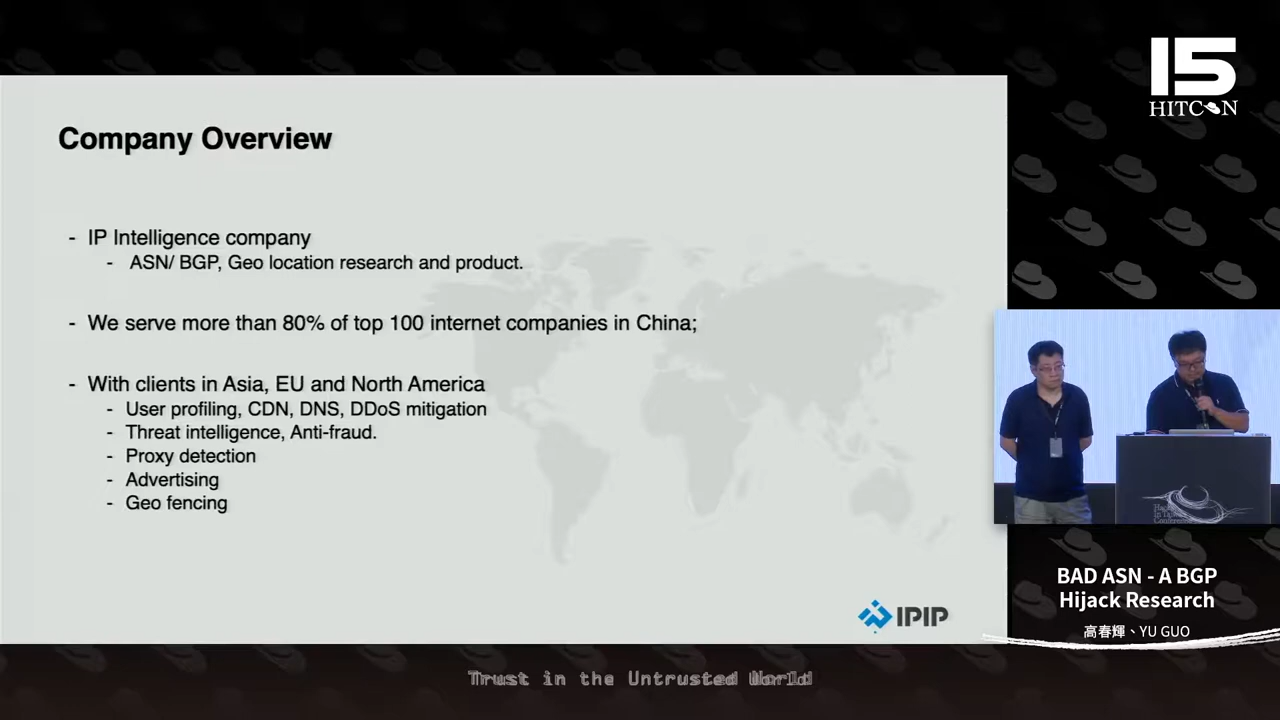 15
HITCON
Company Overview
- IP Intelligence company
- ASN/ BGP, Geo location research and product.
- We serve more than 80% of top 100 internet companies in China;
- With clients in Asia, EU and North America
- User profiling, CDN, DNS, DDoS mitigation
- Threat intelligence, Anti-fraud.
- Proxy detection
- Advertising
- Geo fencing
IPIP
BAD ASN - A BGP
Hijack Research
高春輝、YU GUO
Trust in the Untrusted World